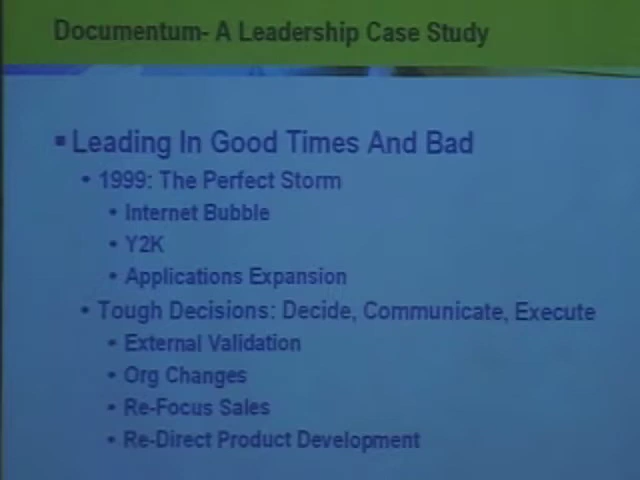 Documentum- A Leadership Case Study
▪ Leading In Good Times And Bad
• 1999: The Perfect Storm
• Internet Bubble
• Y2K
• Applications Expansion
• Tough Decisions: Decide, Communicate, Execute
• External Validation
• Org Changes
• Re-Focus Sales
• Re-Direct Product Development